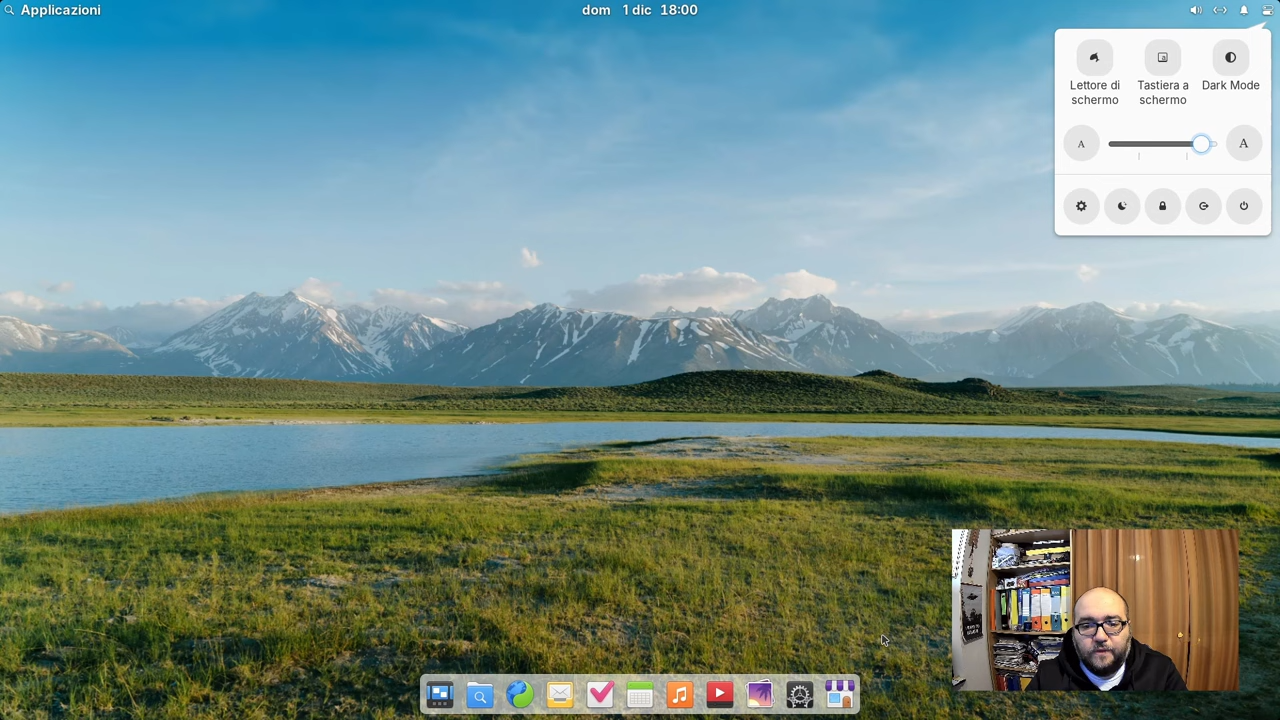 Applicazioni
dom 1 dic 18:00
Lettore di
schermo
Tastiera a
schermo
Dark Mode
A
A